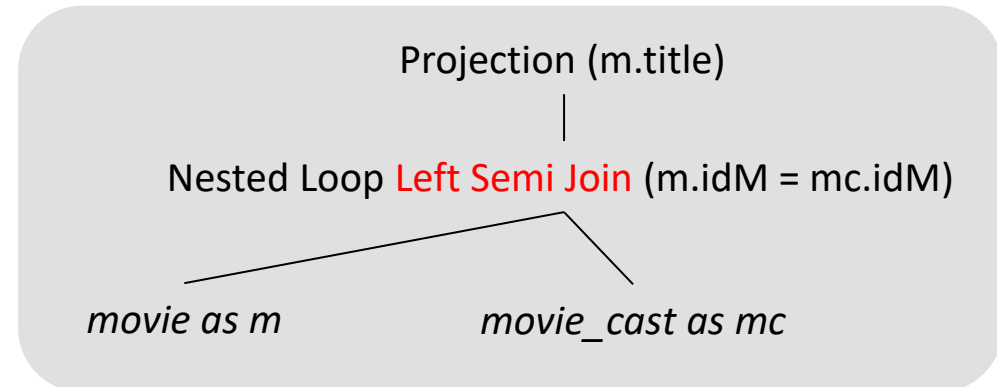 Projection (m.title)
Nested Loop Left Semi Join (m.idM = mc.idM)
movie as m
movie_cast as mc